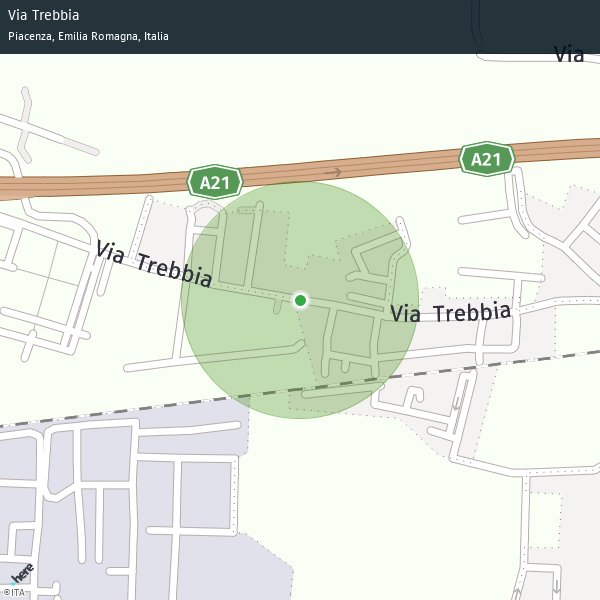 Via Trebbia
Piacenza, Emilia Romagna, Italia
Via
A21
A21
Via Trebbia
Via Trebbia
here
©ITA